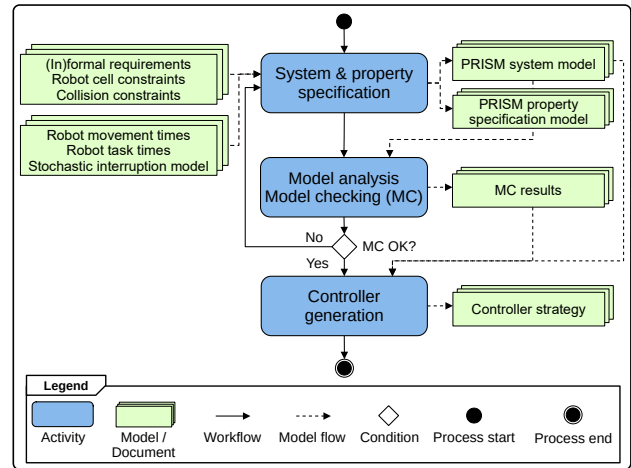 (In)formal requirements
Robot cell constraints
Collision constraints
Robot movement times
Robot task times
Stochastic interruption model
System & property
specification
PRISM system model
PRISM property
specification model
Model analysis
Model checking (MC)
MC results
No
MC OK?
Yes
Controller
generation
Controller strategy
Legend
Activity
Model /
Document
Workflow
Model flow
Condition
Process start
Process end